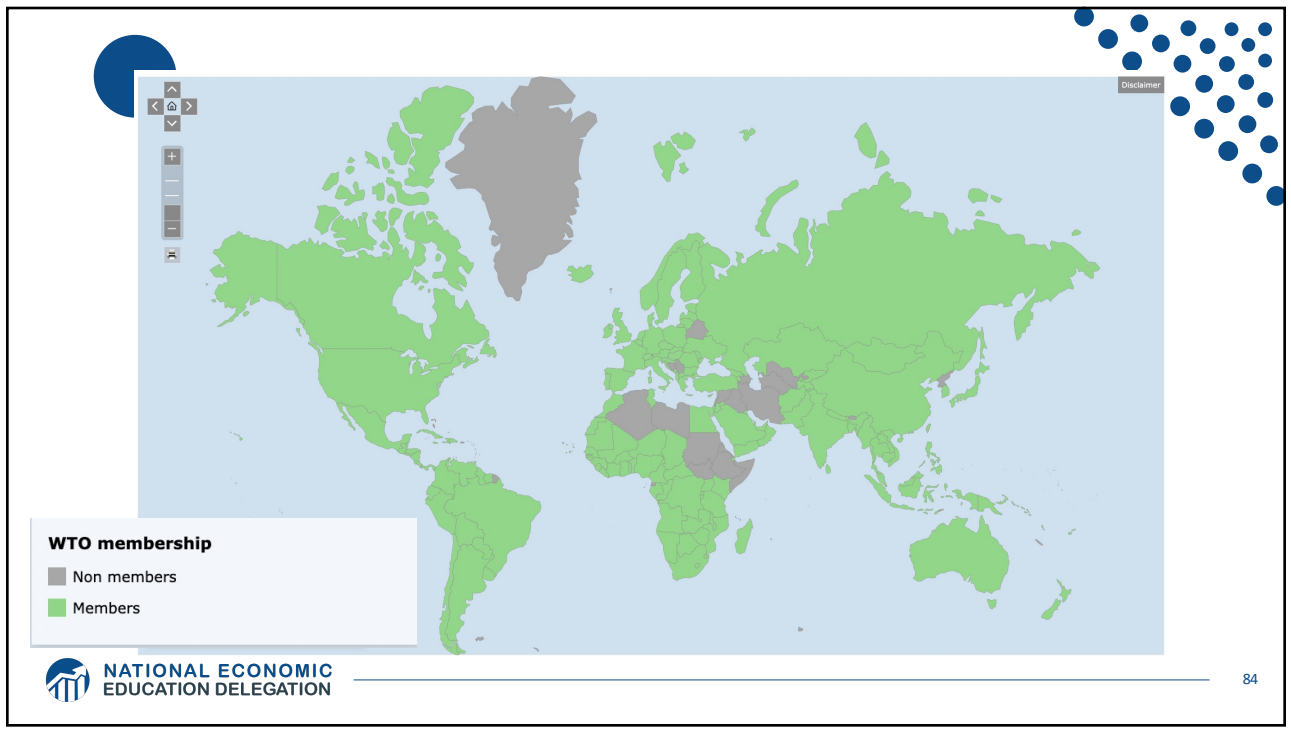 Disclaimer
WTO membership
Non members
Members
NATIONAL ECONOMIC
EDUCATION DELEGATION
84